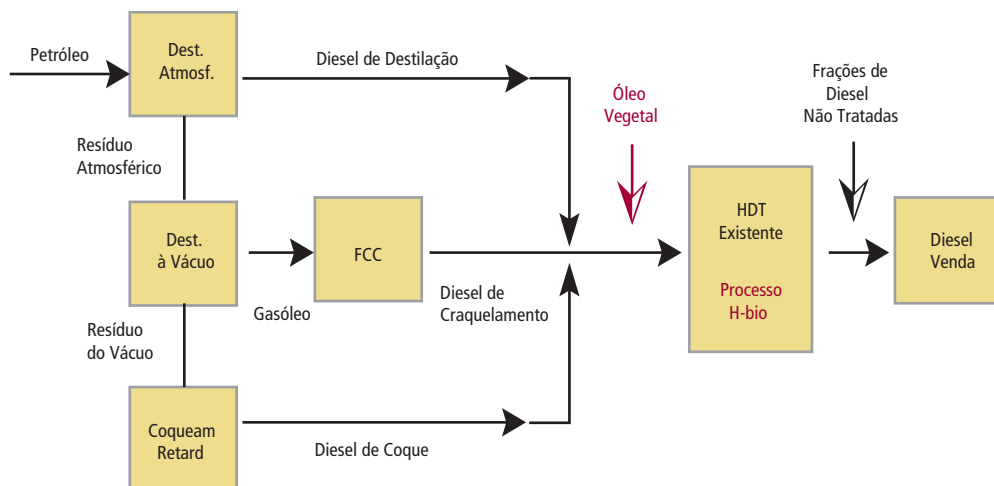 Petróleo
Dest.
Atmosf.
Diesel de Destilação
Óleo
Vegetal
Frações de
Diesel
Não Tratadas
Resíduo
Atmosférico
Dest.
à Vácuo
FCC
HDT
Existente
Processo
H-bio
Diesel
Venda
Gasóleo
Diesel de
Craquelamento
Resíduo
do Vácuo
Coqueam
Retard
Diesel de Coque